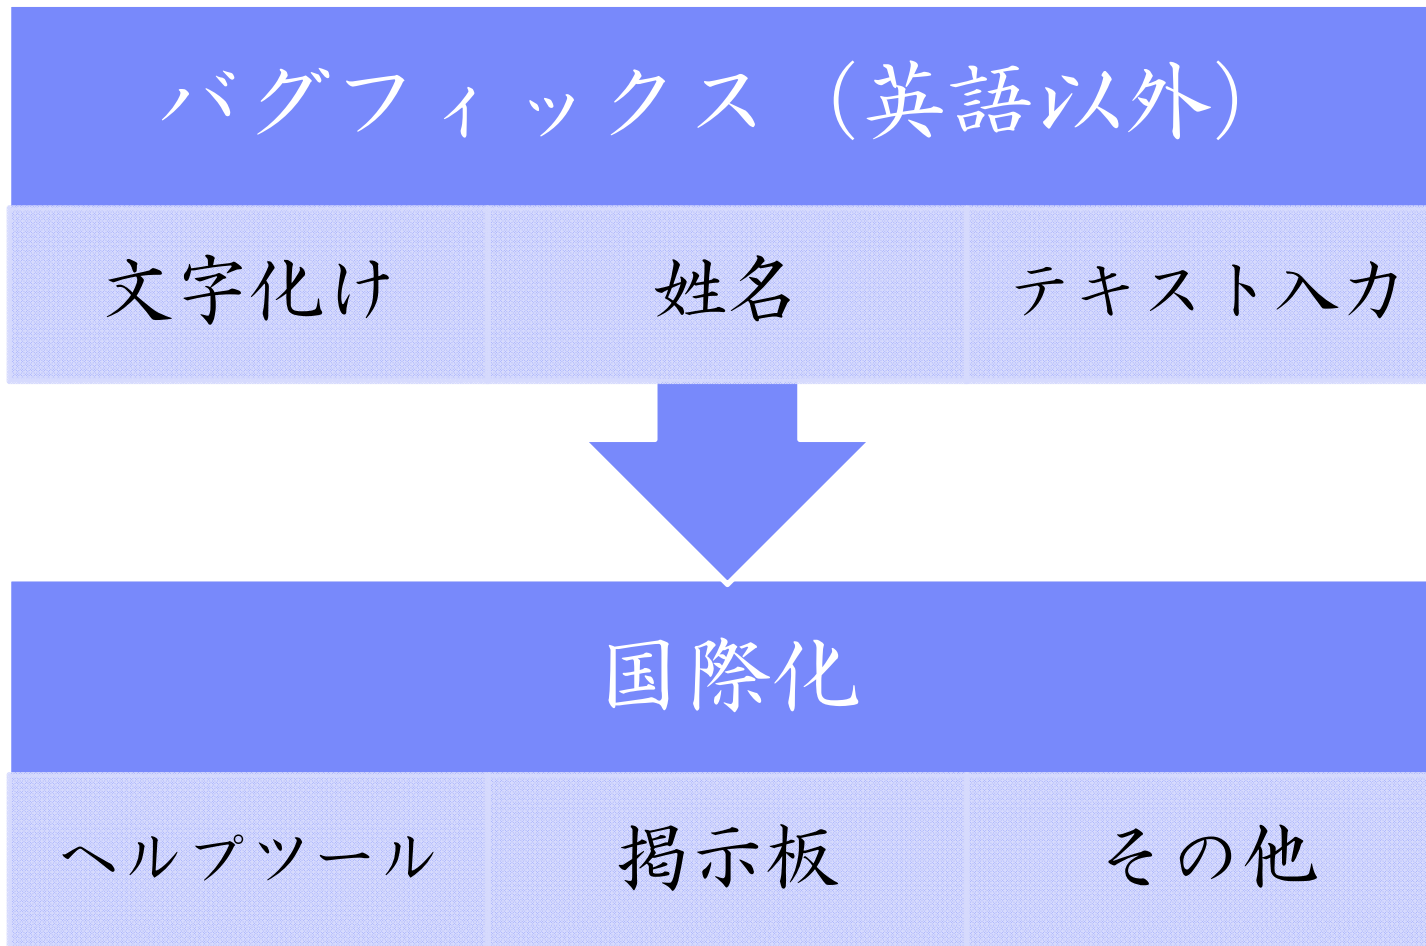 バグフィックス（英語以外）
文字化け
姓名
テキスト入力
国際化
ヘルプツール
掲示板
その他